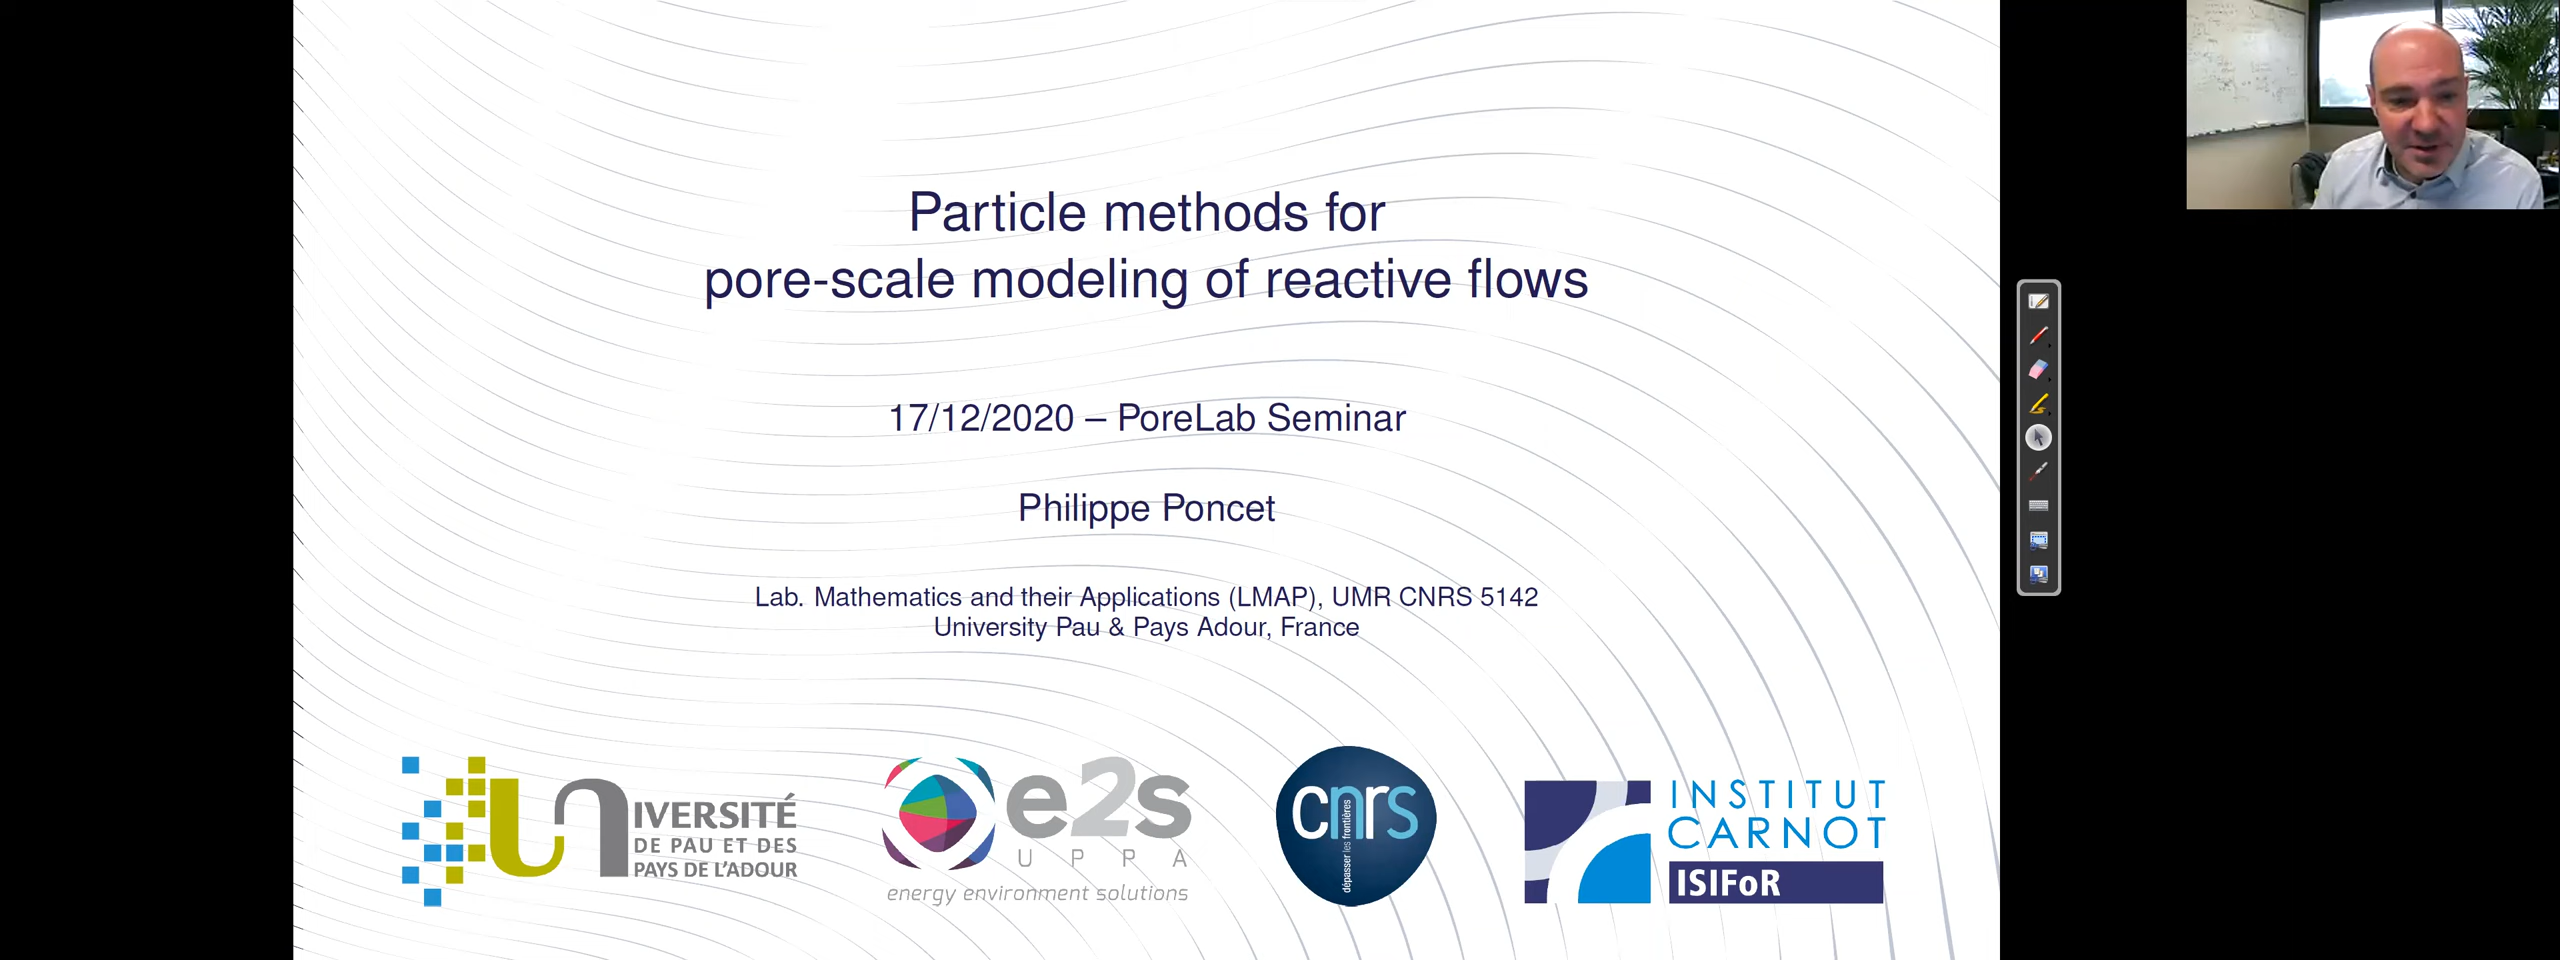 Particle methods for
pore-scale modeling of reactive flows
17/12/2020 – PoreLab Seminar
Philippe Poncet
Lab. Mathematics and their Applications (LMAP), UMR CNRS 5142
University Pau & Pays Adour, France
UNIVERSITÉ
DE PAU ET DES
PAYS DE L'ADOUR
e2s
UPPA
energy environment solutions
cnrs
dépasser les frontières
INSTITUT
CARNOT
ISIFoR